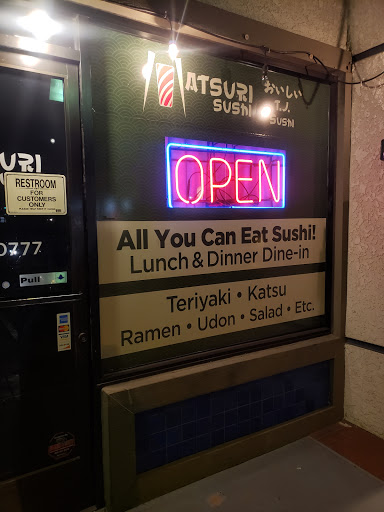 MATSURI
SUSHI
おいしい
T.J.
SUSHI
OPEN
All You Can Eat Sushi!
Lunch & Dinner Dine-in
Teriyaki • Katsu
Ramen • Udon • Salad • Etc.
URI
RESTROOM
FOR
CUSTOMERS
ONLY
0777
Pull